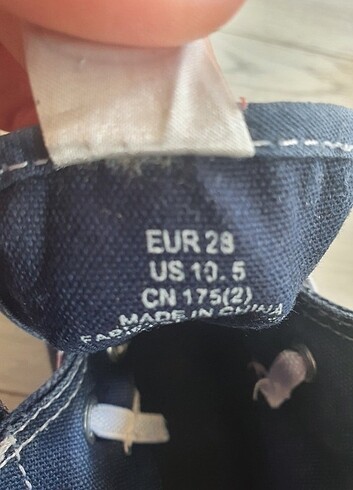 EUR 28
US 10.5
CN 175(2)
MADE IN CHINA